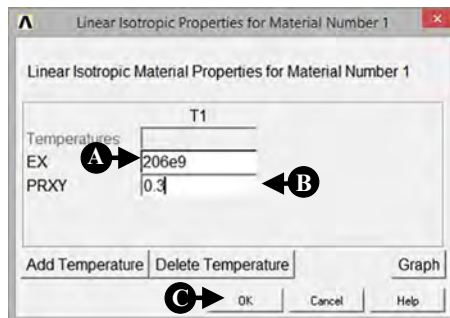 Linear Isotropic Properties for Material Number 1
Linear Isotropic Material Properties for Material Number 1
T1
Temperatures
EX A 206e9
PRXY 0.3 B
Add Temperature Delete Temperature Graph
C OK Cancel Help